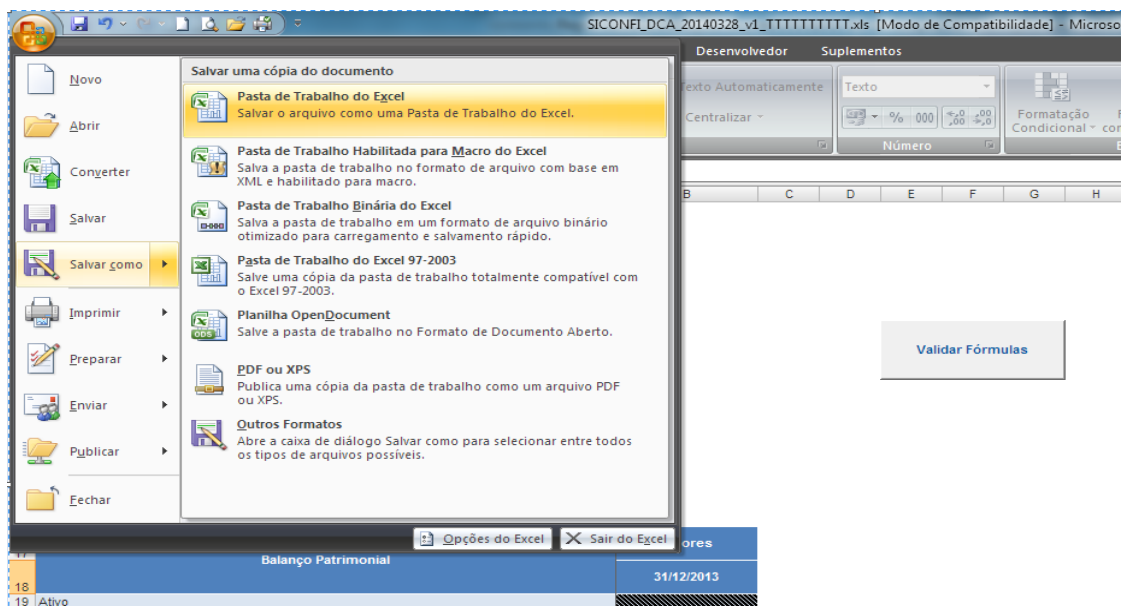 SICONFI_DCA_20140328_v1_TTTTTTTTTT.xls [Modo de Compatibilidade] - Microso
Desenvolvedor Suplementos
Novo
Abrir
Converter
Salvar
Salvar como
Imprimir
Preparar
Enviar
Publicar
Fechar
Salvar uma cópia do documento
Pasta de Trabalho do Excel
Salvar o arquivo como uma Pasta de Trabalho do Excel.
Pasta de Trabalho Habilitada para Macro do Excel
Salva a pasta de trabalho no formato de arquivo com base em
XML e habilitado para macro.
Pasta de Trabalho Binária do Excel
Salva a pasta de trabalho em um formato de arquivo binário
otimizado para carregamento e salvamento rápido.
Pasta de Trabalho do Excel 97-2003
Salve uma cópia da pasta de trabalho totalmente compatível com
o Excel 97-2003.
Planilha OpenDocument
Salve a pasta de trabalho no Formato de Documento Aberto.
PDF ou XPS
Publica uma cópia da pasta de trabalho como um arquivo PDF
ou XPS.
Outros Formatos
Abre a caixa de diálogo Salvar como para selecionar entre todos
os tipos de arquivos possíveis.
Opções do Excel Sair do Excel
exto Automaticamente
Centralizar
Texto
% 000
Número
Formatação
Condicional
B C D E F G H
Validar Fórmulas
17 Balanço Patrimonial ores
18 31/12/2013
19 Ativo